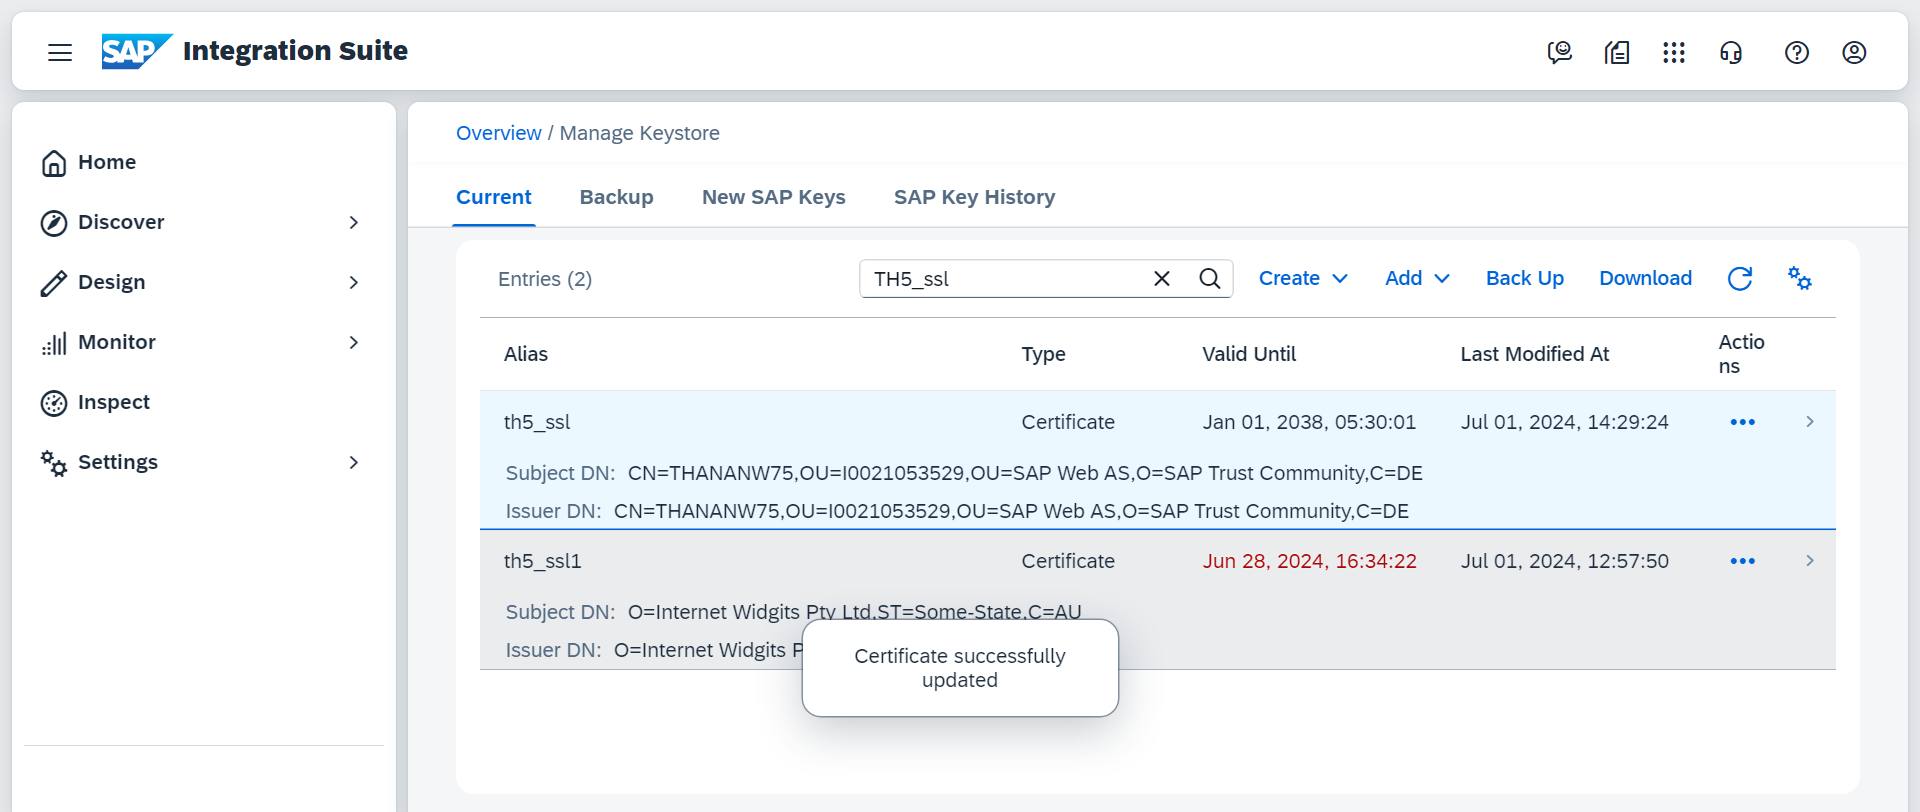 SAP Integration Suite
Home
Discover
Design
Monitor
Inspect
Settings
Overview / Manage Keystore
Current Backup New SAP Keys SAP Key History
Entries (2) TH5_ssl Create Add Back Up Download
Alias Type Valid Until Last Modified At Actio
ns
th5_ssl Certificate Jan 01, 2038, 05:30:01 Jul 01, 2024, 14:29:24
Subject DN: CN=THANANW75,OU=I0021053529,OU=SAP Web AS,O=SAP Trust Community,C=DE
Issuer DN: CN=THANANW75,OU=I0021053529,OU=SAP Web AS,O=SAP Trust Community,C=DE
th5_ssl1 Certificate Jun 28, 2024, 16:34:22 Jul 01, 2024, 12:57:50
Subject DN: O=Internet Widgits Pty Ltd,ST=Some-State,C=AU
Issuer DN: O=Internet Widgits P
Certificate successfully
updated